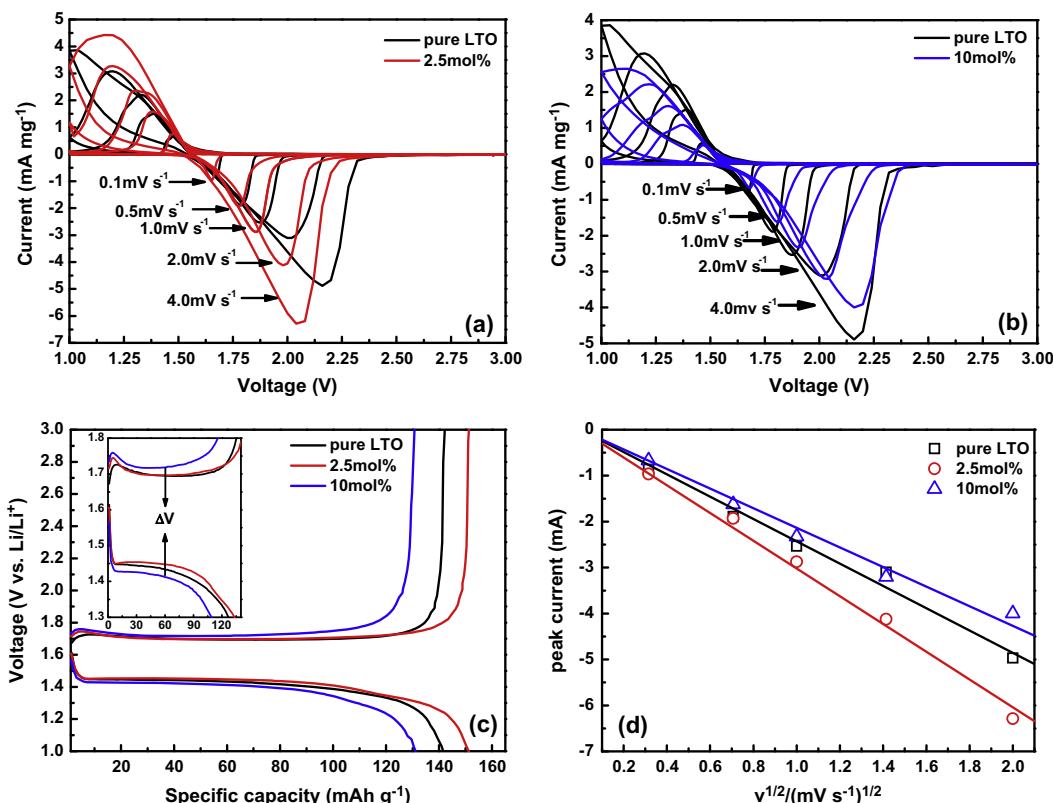 5
4
3
2
1
0
-1
-2
-3
-4
-5
-6
-7
Current (mA mg⁻¹)
pure LTO
2.5mol%
0.1mV s⁻¹
0.5mV s⁻¹
1.0mV s⁻¹
2.0mV s⁻¹
4.0mV s⁻¹
(a)
1.00 1.25 1.50 1.75 2.00 2.25 2.50 2.75 3.00
Voltage (V)
4
3
2
1
0
-1
-2
-3
-4
-5
Current (mA mg⁻¹)
pure LTO
10mol%
0.1mV s⁻¹
0.5mV s⁻¹
1.0mV s⁻¹
2.0mV s⁻¹
4.0mv s⁻¹
(b)
1.00 1.25 1.50 1.75 2.00 2.25 2.50 2.75 3.00
Voltage (V)
3.0
2.8
2.6
2.4
2.2
2.0
1.8
1.6
1.4
1.2
1.0
Voltage (V vs. Li/Li⁺)
1.8
1.7
1.6
1.5
1.4
1.3
ΔV
0 30 60 90 120
pure LTO
2.5mol%
10mol%
(c)
20 40 60 80 100 120 140 160
Specific capacity (mAh g⁻¹)
0
-1
-2
-3
-4
-5
-6
-7
peak current (mA)
pure LTO
2.5mol%
10mol%
(d)
0.2 0.4 0.6 0.8 1.0 1.2 1.4 1.6 1.8 2.0
v¹ᐟ²/(mV s⁻¹)¹ᐟ²